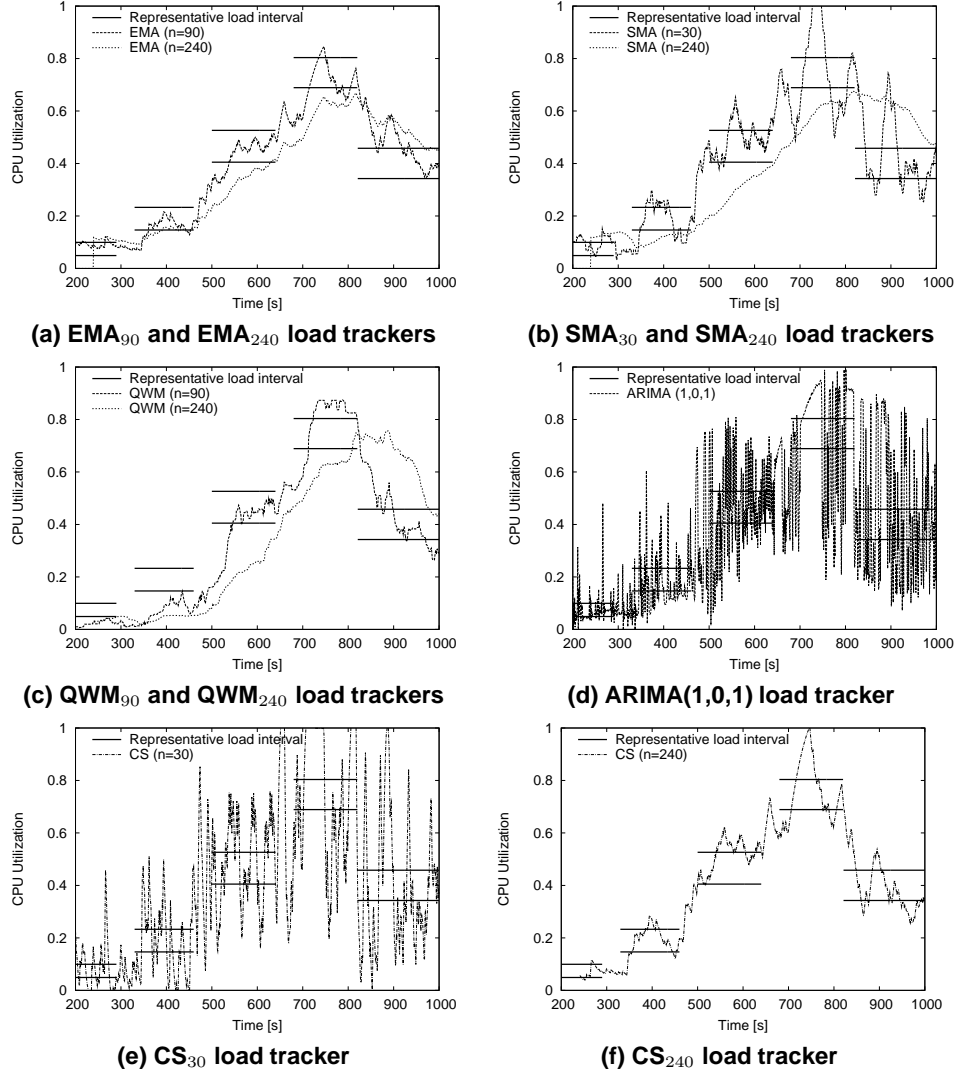 Representative load interval
EMA (n=90)
EMA (n=240)
1
0.8
0.6
0.4
0.2
0
CPU Utilization
200 300 400 500 600 700 800 900 1000
Time [s]
(a) EMA90 and EMA240 load trackers
Representative load interval
SMA (n=30)
SMA (n=240)
1
0.8
0.6
0.4
0.2
0
CPU Utilization
200 300 400 500 600 700 800 900 1000
Time [s]
(b) SMA30 and SMA240 load trackers
Representative load interval
QWM (n=90)
QWM (n=240)
1
0.8
0.6
0.4
0.2
0
CPU Utilization
200 300 400 500 600 700 800 900 1000
Time [s]
(c) QWM90 and QWM240 load trackers
Representative load interval
ARIMA (1,0,1)
1
0.8
0.6
0.4
0.2
0
CPU Utilization
200 300 400 500 600 700 800 900 1000
Time [s]
(d) ARIMA(1,0,1) load tracker
Representative load interval
CS (n=30)
1
0.8
0.6
0.4
0.2
0
CPU Utilization
200 300 400 500 600 700 800 900 1000
Time [s]
(e) CS30 load tracker
Representative load interval
CS (n=240)
1
0.8
0.6
0.4
0.2
0
CPU Utilization
200 300 400 500 600 700 800 900 1000
Time [s]
(f) CS240 load tracker